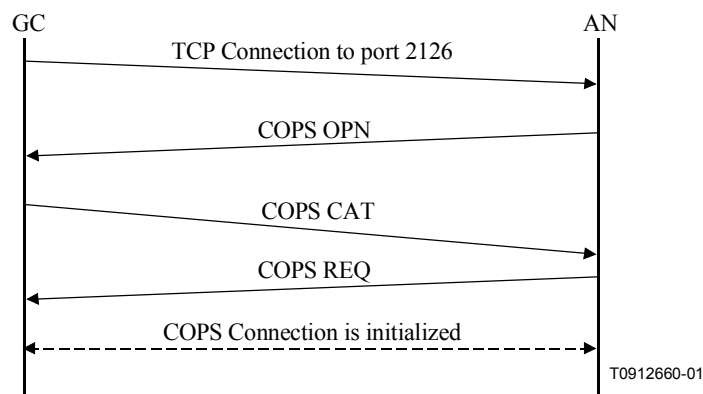 GC
AN
TCP Connection to port 2126
COPS OPN
COPS CAT
COPS REQ
COPS Connection is initialized
T0912660-01